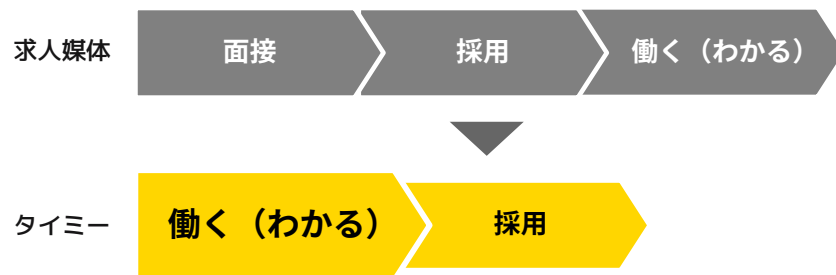 求人媒体
面接
採用
働く（わかる）
タイミー
働く（わかる）
採用